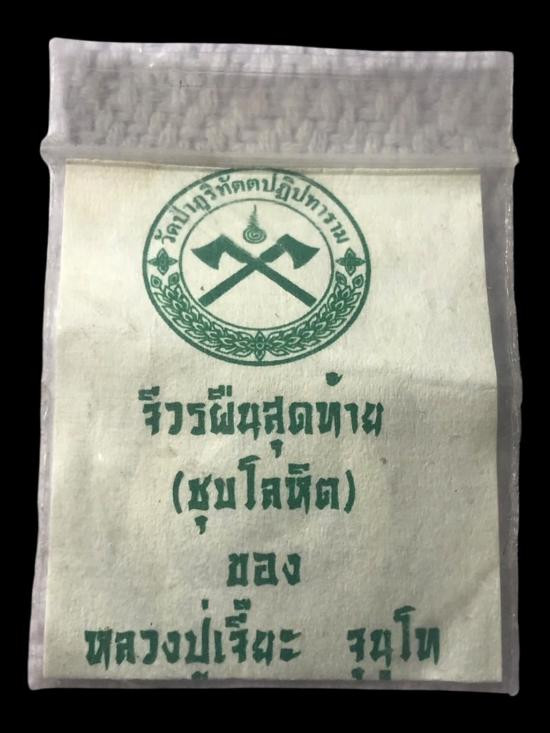 วัดป่าภูริทัตตปฏิปทาราม
จีวรผืนสุดท้าย
(ชุบโลหิต)
ของ
หลวงปู่เจี๊ยะ จุนฺโท